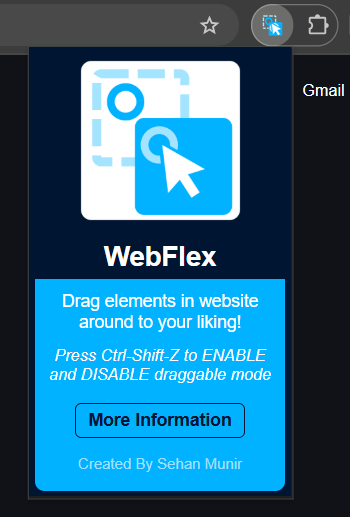 Gmail
WebFlex
Drag elements in website
around to your liking!
Press Ctrl-Shift-Z to ENABLE
and DISABLE draggable mode
More Information
Created By Sehan Munir